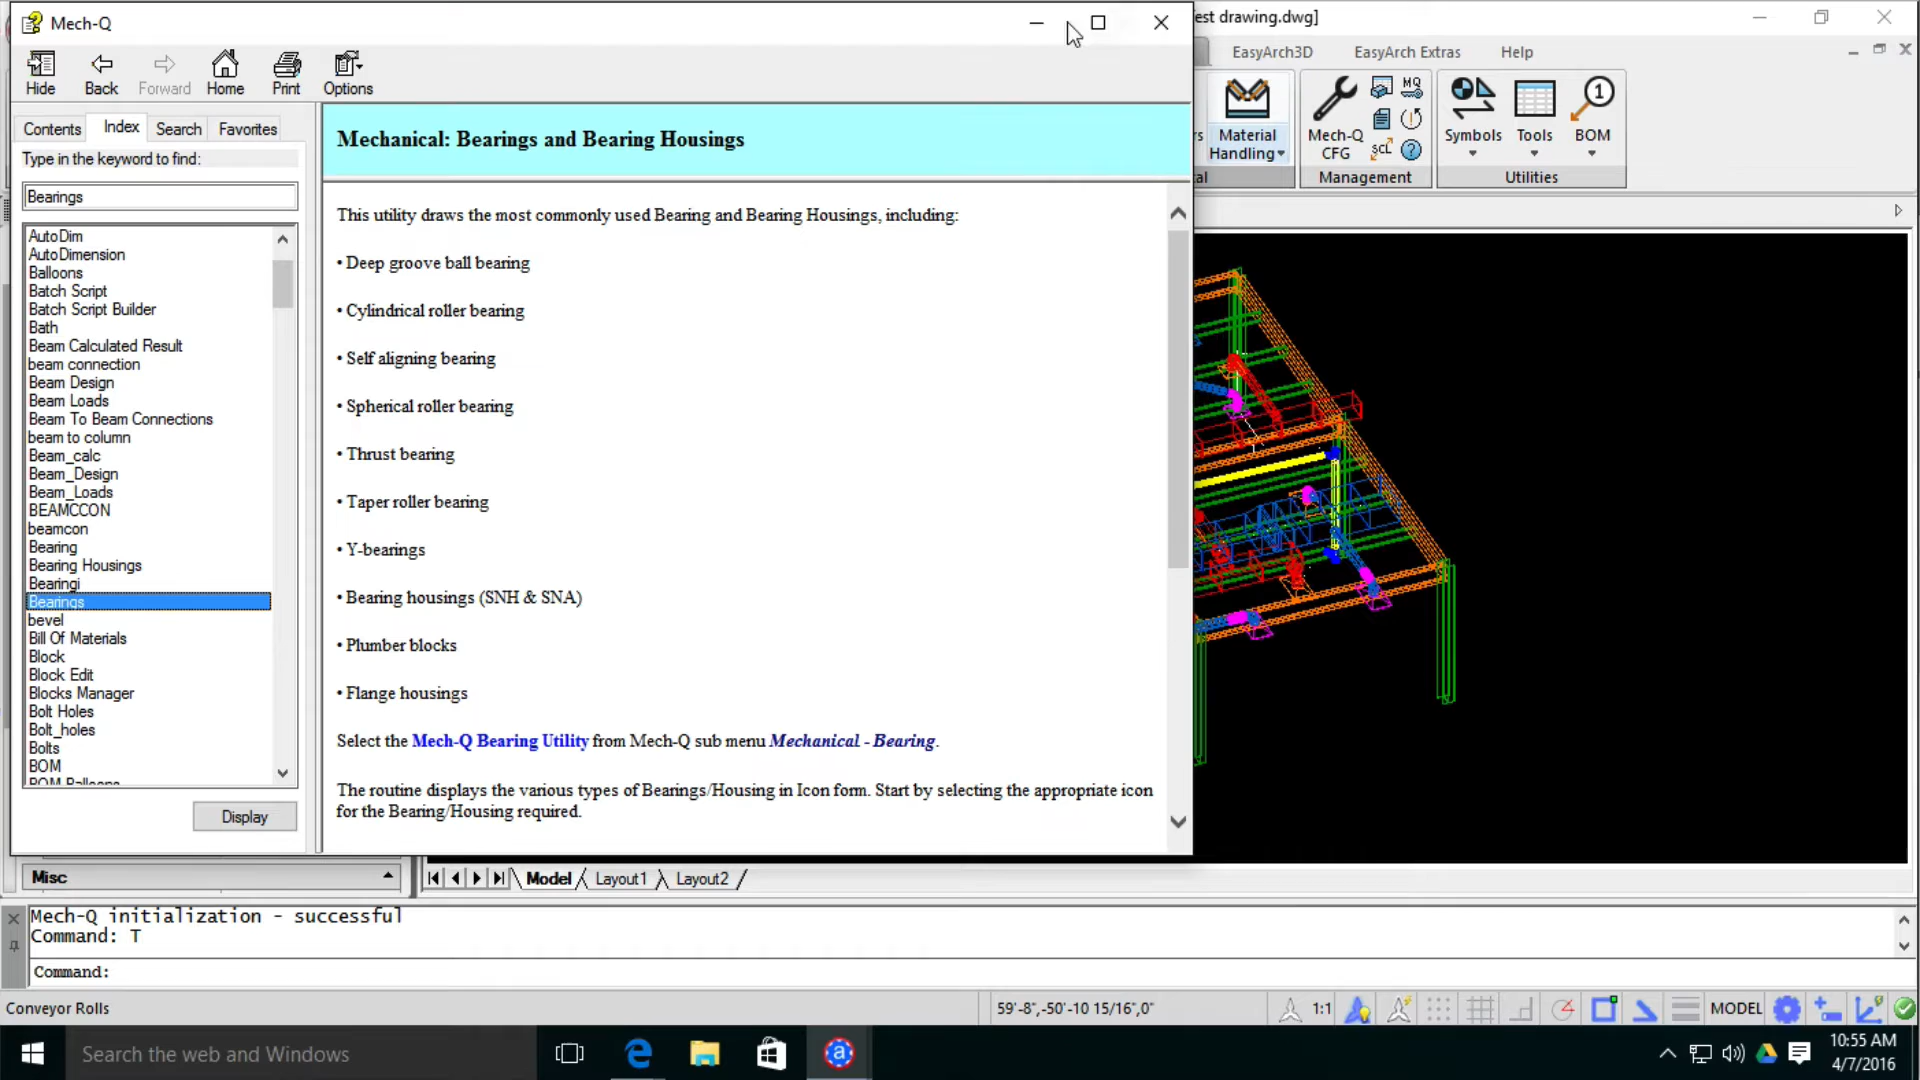 Mech-Q
est drawing.dwg]
EasyArch3D
EasyArch Extras
Help
Hide
Back
Forward
Home
Print
Options
Material
Handling
Mech-Q
CFG
MQ
SCL
Symbols
Tools
1
BOM
Management
Utilities
Contents
Index
Search
Favorites
Type in the keyword to find:
Bearings
AutoDim
AutoDimension
Balloons
Batch Script
Batch Script Builder
Bath
Beam Calculated Result
beam connection
Beam Design
Beam Loads
Beam To Beam Connections
beam to column
Beam_calc
Beam_Design
Beam_Loads
BEAMCCON
beamcon
Bearing
Bearing Housings
Bearingi
Bearings
bevel
Bill Of Materials
Block
Block Edit
Blocks Manager
Bolt Holes
Bolt_holes
Bolts
BOM
BOM Balloons
Display
Mechanical: Bearings and Bearing Housings
This utility draws the most commonly used Bearing and Bearing Housings, including:
• Deep groove ball bearing
• Cylindrical roller bearing
• Self aligning bearing
• Spherical roller bearing
• Thrust bearing
• Taper roller bearing
• Y-bearings
• Bearing housings (SNH & SNA)
• Plumber blocks
• Flange housings
Select the Mech-Q Bearing Utility from Mech-Q sub menu Mechanical - Bearing.
The routine displays the various types of Bearings/Housing in Icon form. Start by selecting the appropriate icon
for the Bearing/Housing required.
Misc
Model
Layout1
Layout2
Mech-Q initialization - successful
Command: T
Command:
Conveyor Rolls
59'-8",-50'-10 15/16",0"
1:1
MODEL
Search the web and Windows
10:55 AM
4/7/2016